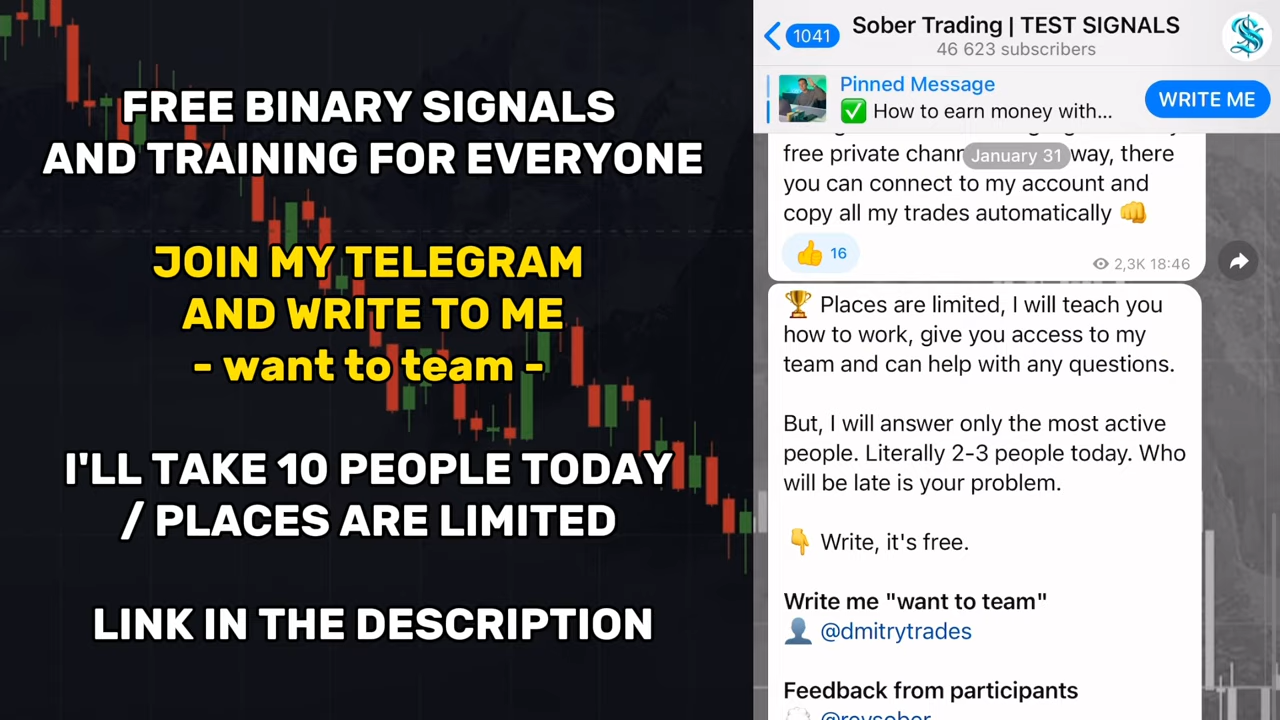 FREE BINARY SIGNALS
AND TRAINING FOR EVERYONE
JOIN MY TELEGRAM
AND WRITE TO ME
- want to team -
I'LL TAKE 10 PEOPLE TODAY
/ PLACES ARE LIMITED
LINK IN THE DESCRIPTION
1041
Sober Trading | TEST SIGNALS
46 623 subscribers
Pinned Message
✅ How to earn money with...
WRITE ME
January 31
free private way, there
you can connect to my account and
copy all my trades automatically 👊
👍 16
2,3K 18:46
🏆 Places are limited, I will teach you
how to work, give you access to my
team and can help with any questions.
But, I will answer only the most active
people. Literally 2-3 people today. Who
will be late is your problem.
👇 Write, it's free.
Write me "want to team"
👤 @dmitrytrades
Feedback from participants